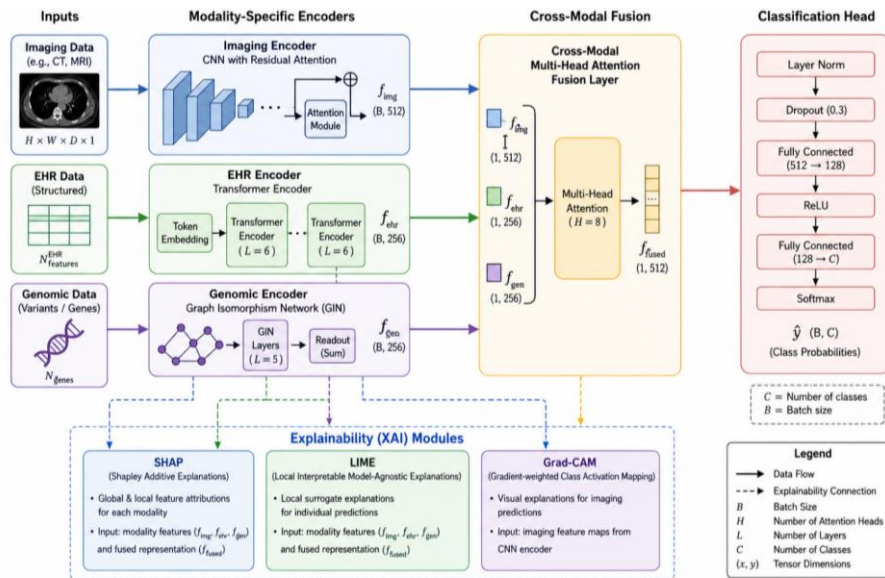 Inputs
Modality-Specific Encoders
Cross-Modal Fusion
Classification Head
Imaging Data
(e.g., CT, MRI)
H × W × D × 1
Imaging Encoder
CNN with Residual Attention
...
Attention
Module
f_img
(B, 512)
EHR Data
(Structured)
N^EHR_features
EHR Encoder
Transformer Encoder
Token
Embedding
Transformer
Encoder
(L = 6)
...
Transformer
Encoder
(L = 6)
f_ehr
(B, 256)
Genomic Data
(Variants / Genes)
N_genes
Genomic Encoder
Graph Isomorphism Network (GIN)
GIN
Layers
(L = 5)
Readout
(Sum)
f_gen
(B, 256)
Cross-Modal
Multi-Head Attention
Fusion Layer
f_img
(1, 512)
f_ehr
(1, 256)
f_gen
(1, 256)
Multi-Head
Attention
(H = 8)
...
f_fused
(1, 512)
Layer Norm
Dropout (0.3)
Fully Connected
(512 → 128)
ReLU
Fully Connected
(128 → C)
Softmax
ŷ (B, C)
(Class Probabilities)
C = Number of classes
B = Batch size
Explainability (XAI) Modules
SHAP
(Shapley Additive Explanations)
• Global & local feature attributions
for each modality
• Input: modality features (f_img, f_ehr, f_gen)
and fused representation (f_fused)
LIME
(Local Interpretable Model-Agnostic Explanations)
• Local surrogate explanations
for individual predictions
• Input: modality features (f_img, f_ehr, f_gen)
and fused representation (f_fused)
Grad-CAM
(Gradient-weighted Class Activation Mapping)
• Visual explanations for imaging
predictions
• Input: imaging feature maps from
CNN encoder
Legend
Data Flow
Explainability Connection
B Batch Size
H Number of Attention Heads
L Number of Layers
C Number of Classes
(x, y) Tensor Dimensions